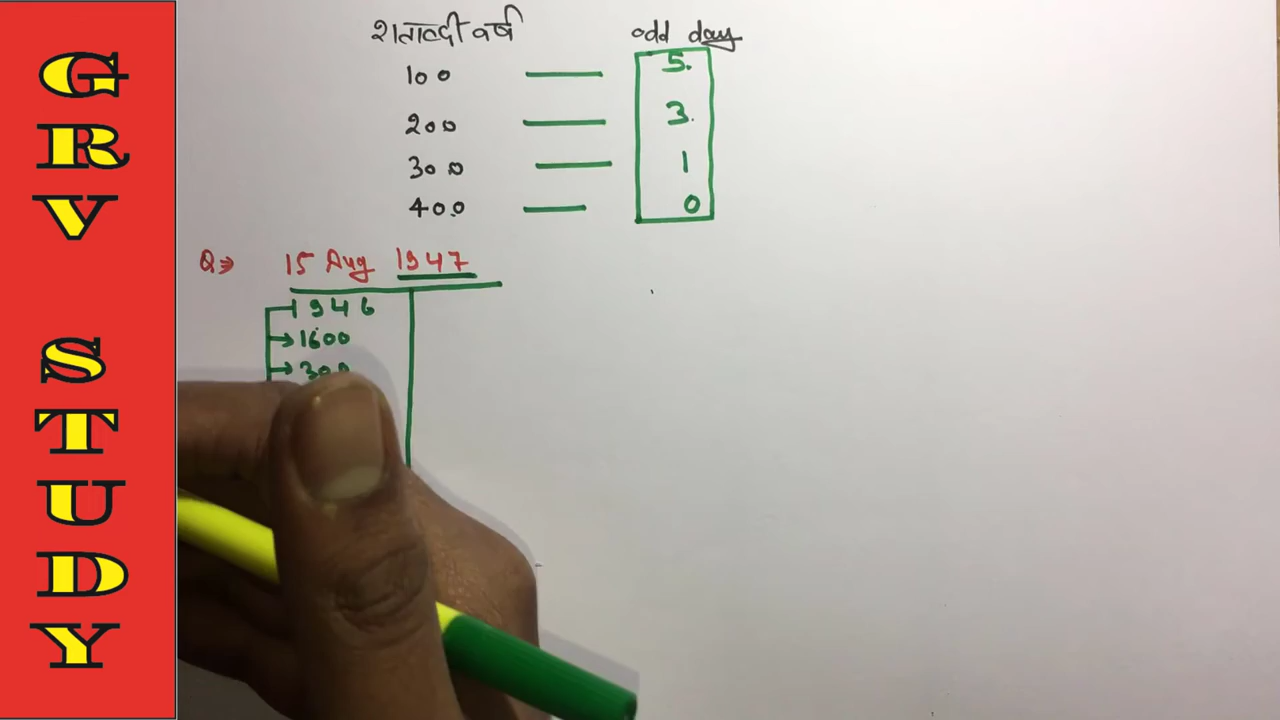 GRV STUDY
शताब्दी वर्ष odd day
100 — 5.
200 — 3.
300 — 1
400 — 0
Q⇒ 15 Aug 1947
1946
→1600
→300